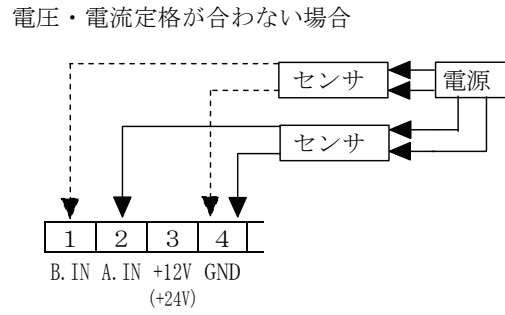 電圧・電流定格が合わない場合
センサ
電源
センサ
1 2 3 4
B.IN A.IN +12V GND
(+24V)